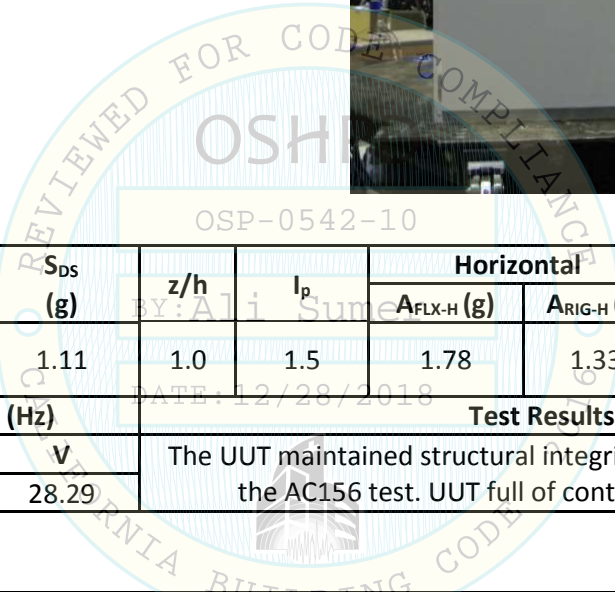 REVIEWED FOR CODE COMPLIANCE
OSHPD
OSP-0542-10
BY: Ali Sumer
DATE: 12/28/2018
CALIFORNIA BUILDING CODE 2019
S_DS z/h I_p Horizontal
(g) A_FLX-H (g) A_RIG-H
1.11 1.0 1.5 1.78 1.33
(Hz) Test Results
V The UUT maintained structural integri
28.29 the AC156 test. UUT full of cont